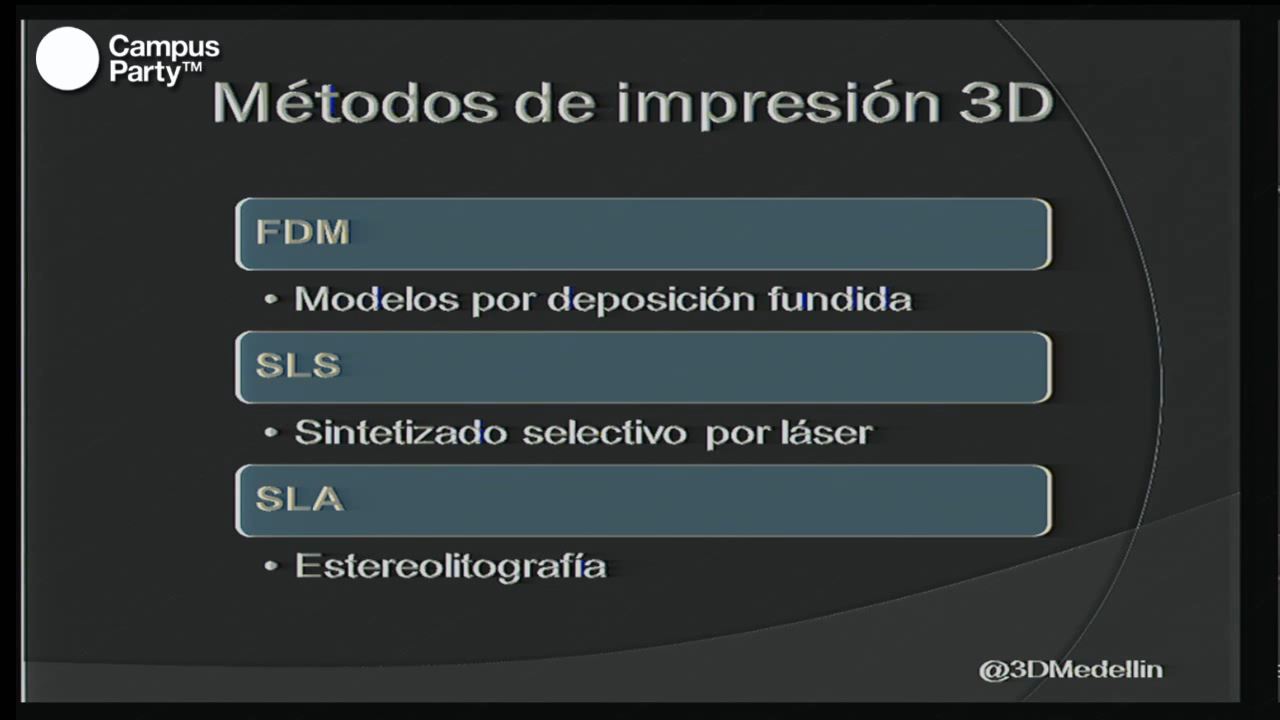 Campus
Party™
Métodos de impresión 3D
FDM
• Modelos por deposición fundida
SLS
• Sintetizado selectivo por láser
SLA
• Estereolitografía
@3DMedellin